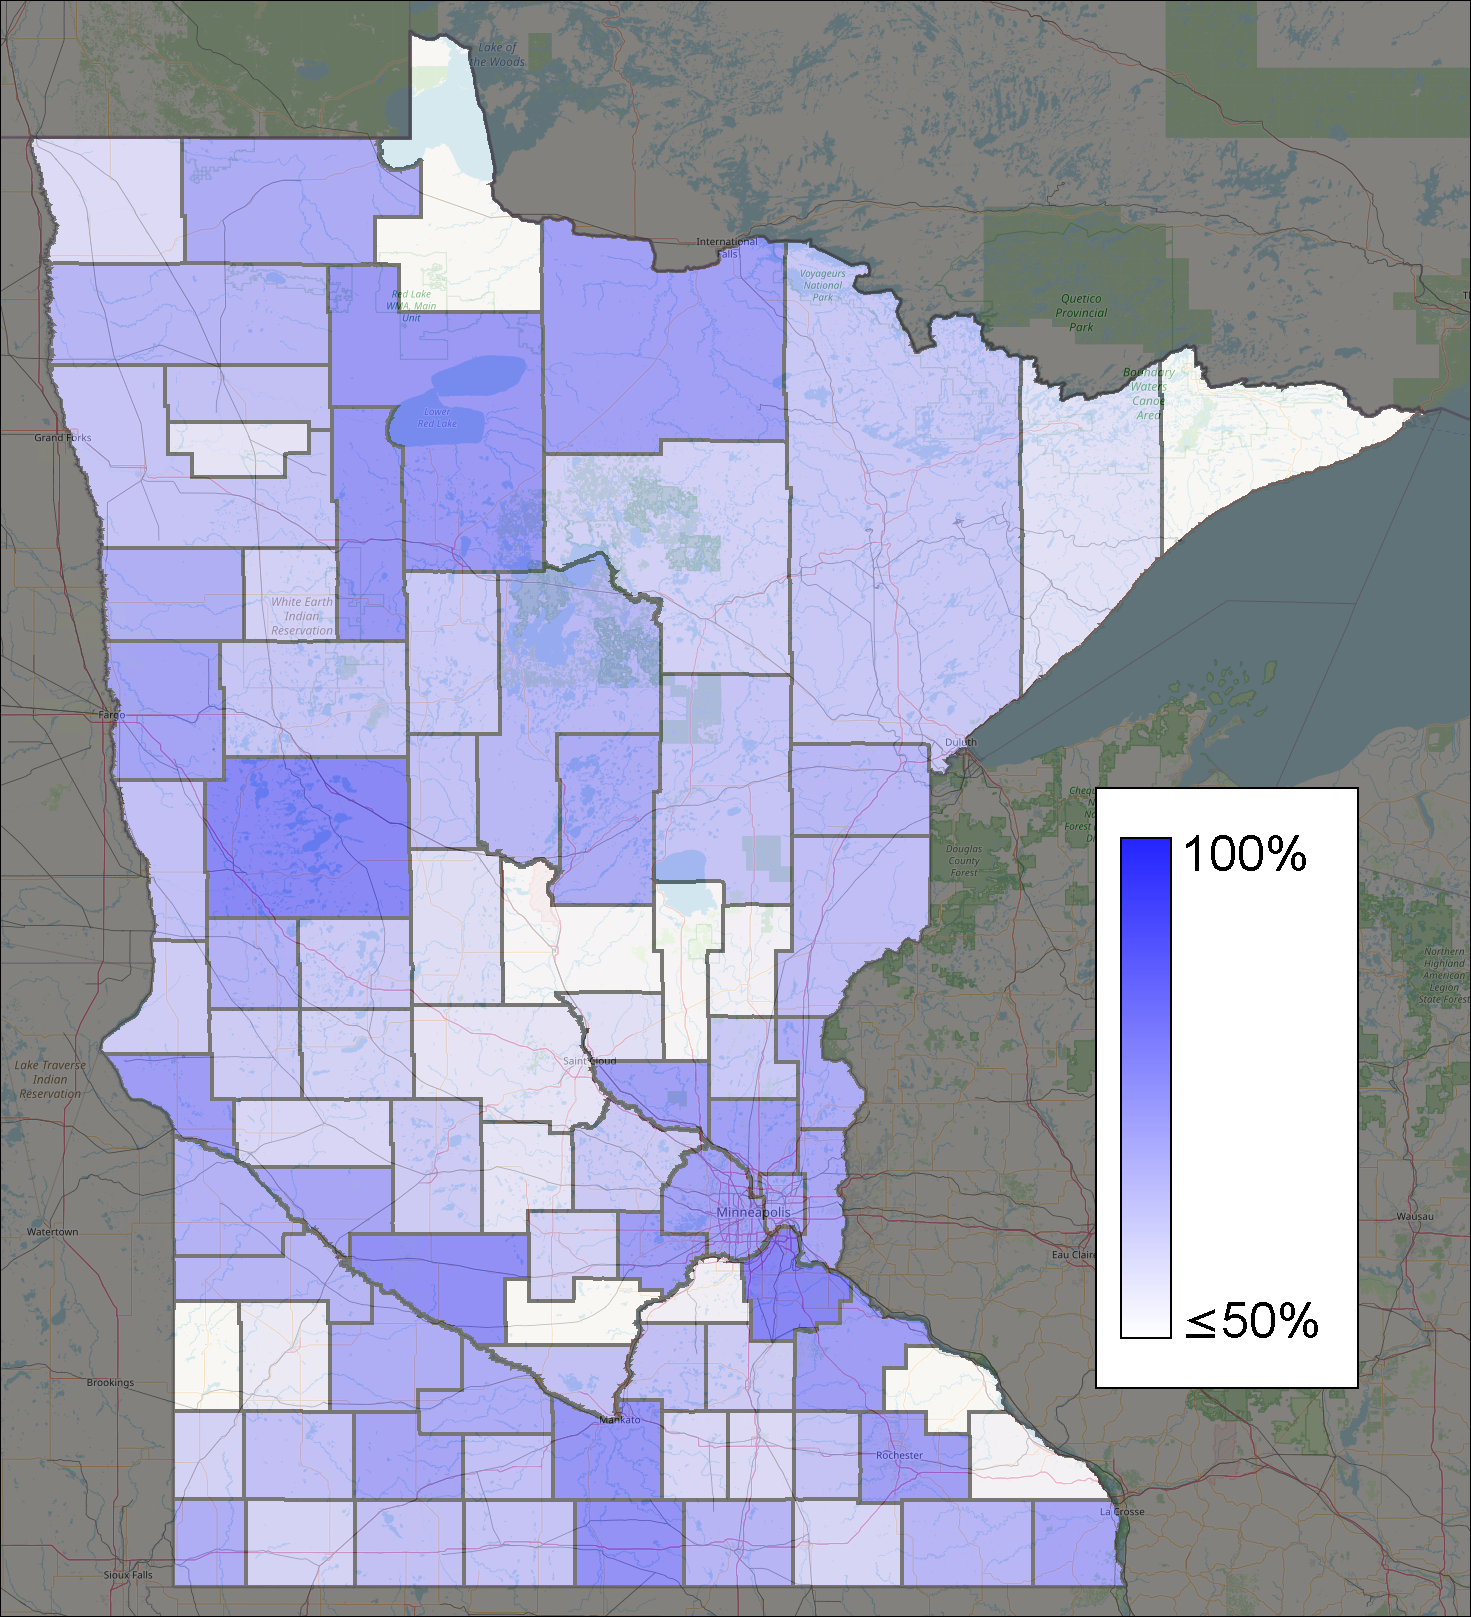 Lake of
the Woods
International
Falls
Voyageurs
National
Park
Quetico
Provincial
Park
Red Lake
WMA, Main
Unit
Boundary
Waters
Canoe
Area
Lower
Red Lake
Grand Forks
White Earth
Indian
Reservation
Fargo
Duluth
Douglas
County
Forest
100%
Northern
Highland
American
Legion
State Forest
Lake Traverse
Indian
Reservation
Saint Cloud
Minneapolis
Watertown
Wausau
Eau Clair
≤50%
Brookings
Mankato
Rochester
La Crosse
Sioux Falls